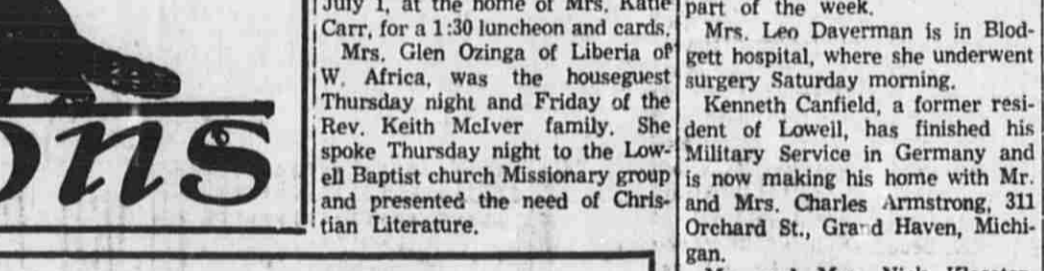 ons
July 1, at the home of Mrs. Katie
Carr, for a 1:30 luncheon and cards.
Mrs. Glen Ozinga of Liberia of
W. Africa, was the houseguest
Thursday night and Friday of the
Rev. Keith McIver family. She
spoke Thursday night to the Low-
ell Baptist church Missionary group
and presented the need of Chris-
tian Literature.
part of the week.
Mrs. Leo Daverman is in Blod-
gett hospital, where she underwent
surgery Saturday morning.
Kenneth Canfield, a former resi-
dent of Lowell, has finished his
Military Service in Germany and
is now making his home with Mr.
and Mrs. Charles Armstrong, 311
Orchard St., Grand Haven, Michi-
gan.